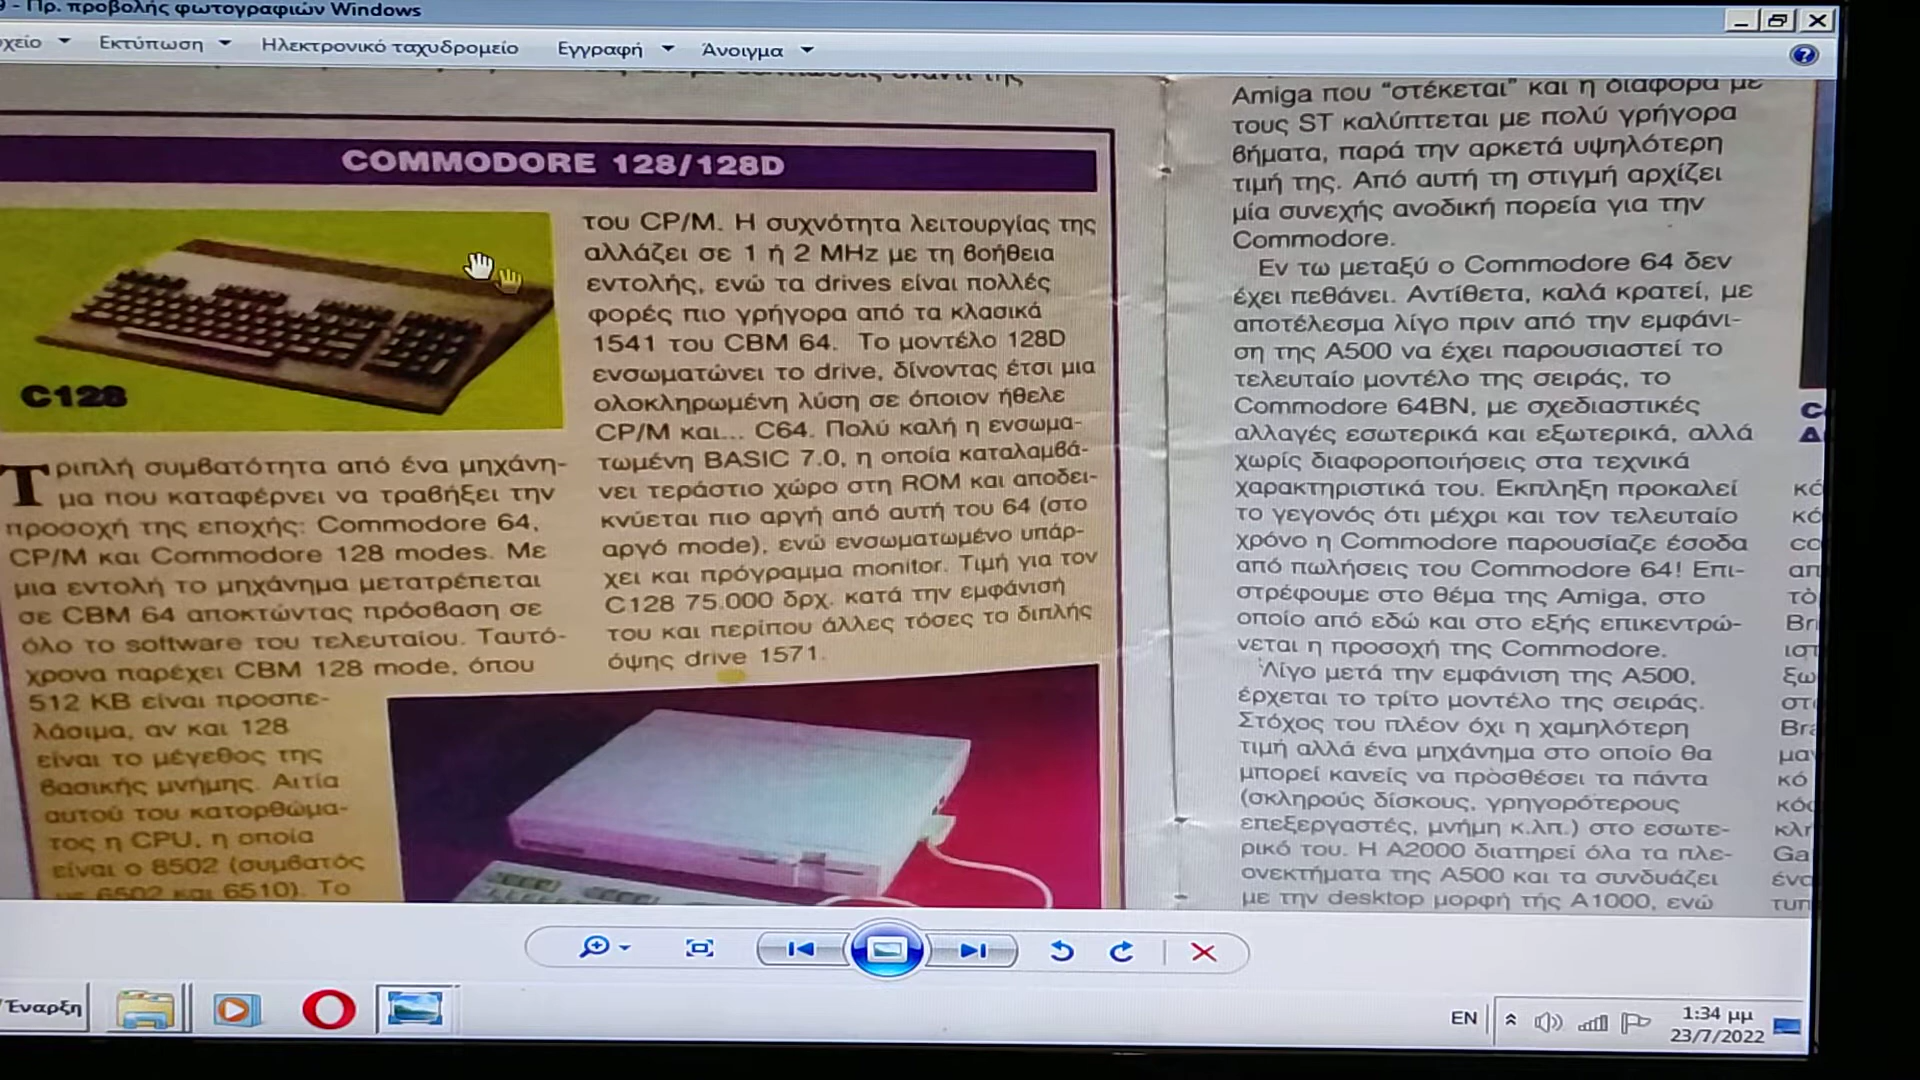 9 - Πρ. προβολής φωτογραφιών Windows
Εκτύπωση
Ηλεκτρονικό ταχυδρομείο
Εγγραφή
Άνοιγμα
COMMODORE 128/128D
C128
Τριπλή συμβατότητα από ένα μηχάνη-
μα που καταφέρνει να τραβήξει την
προσοχή της εποχής: Commodore 64,
CP/M και Commodore 128 modes. Με
μια εντολή το μηχάνημα μετατρέπεται
σε CBM 64 αποκτώντας πρόσβαση σε
όλο το software του τελευταίου. Ταυτό-
χρονα παρέχει CBM 128 mode, όπου
512 KB είναι προσπε-
λάσιμα, αν και 128
είναι το μέγεθος της
βασικής μνήμης. Αιτία
αυτού του κατορθώμα-
τος η CPU, η οποία
είναι ο 8502 (συμβατός
με 6502 και 6510). Το
του CP/M. Η συχνότητα λειτουργίας της
αλλάζει σε 1 ή 2 MHz με τη βοήθεια
εντολής, ενώ τα drives είναι πολλές
φορές πιο γρήγορα από τα κλασικά
1541 του CBM 64. Το μοντέλο 128D
ενσωματώνει το drive, δίνοντας έτσι μια
ολοκληρωμένη λύση σε όποιον ήθελε
CP/M και... C64. Πολύ καλή η ενσωμα-
τωμένη BASIC 7.0, η οποία καταλαμβά-
νει τεράστιο χώρο στη ROM και αποδει-
κνύεται πιο αργή από αυτή του 64 (στο
αργό mode), ενώ ενσωματωμένο υπάρ-
χει και πρόγραμμα monitor. Τιμή για τον
C128 75.000 δρχ. κατά την εμφάνισή
του και περίπου άλλες τόσες το διπλής
όψης drive 1571.
Amiga που “στέκεται” και η διαφορά με
τους ST καλύπτεται με πολύ γρήγορα
βήματα, παρά την αρκετά υψηλότερη
τιμή της. Από αυτή τη στιγμή αρχίζει
μία συνεχής ανοδική πορεία για την
Commodore.
Εν τω μεταξύ ο Commodore 64 δεν
έχει πεθάνει. Αντίθετα, καλά κρατεί, με
αποτέλεσμα λίγο πριν από την εμφάνι-
ση της A500 να έχει παρουσιαστεί το
τελευταίο μοντέλο της σειράς, το
Commodore 64BN, με σχεδιαστικές
αλλαγές εσωτερικά και εξωτερικά, αλλά
χωρίς διαφοροποιήσεις στα τεχνικά
χαρακτηριστικά του. Εκπληξη προκαλεί
το γεγονός ότι μέχρι και τον τελευταίο
χρόνο η Commodore παρουσίαζε έσοδα
από πωλήσεις του Commodore 64! Επι-
στρέφουμε στο θέμα της Amiga, στο
οποίο από εδώ και στο εξής επικεντρώ-
νεται η προσοχή της Commodore.
Λίγο μετά την εμφάνιση της A500,
έρχεται το τρίτο μοντέλο της σειράς.
Στόχος του πλέον όχι η χαμηλότερη
τιμή αλλά ένα μηχάνημα στο οποίο θα
μπορεί κανείς να πρὸσθέσει τα πάντα
(σκληρούς δίσκους, γρηγορότερους
επεξεργαστές, μνήμη κ.λπ.) στο εσωτε-
ρικό του. Η A2000 διατηρεί όλα τα πλε-
ονεκτήματα της A500 και τα συνδυάζει
με την desktop μορφή τής A1000, ενώ
Έναρξη
EN
1:34 μμ
23/7/2022